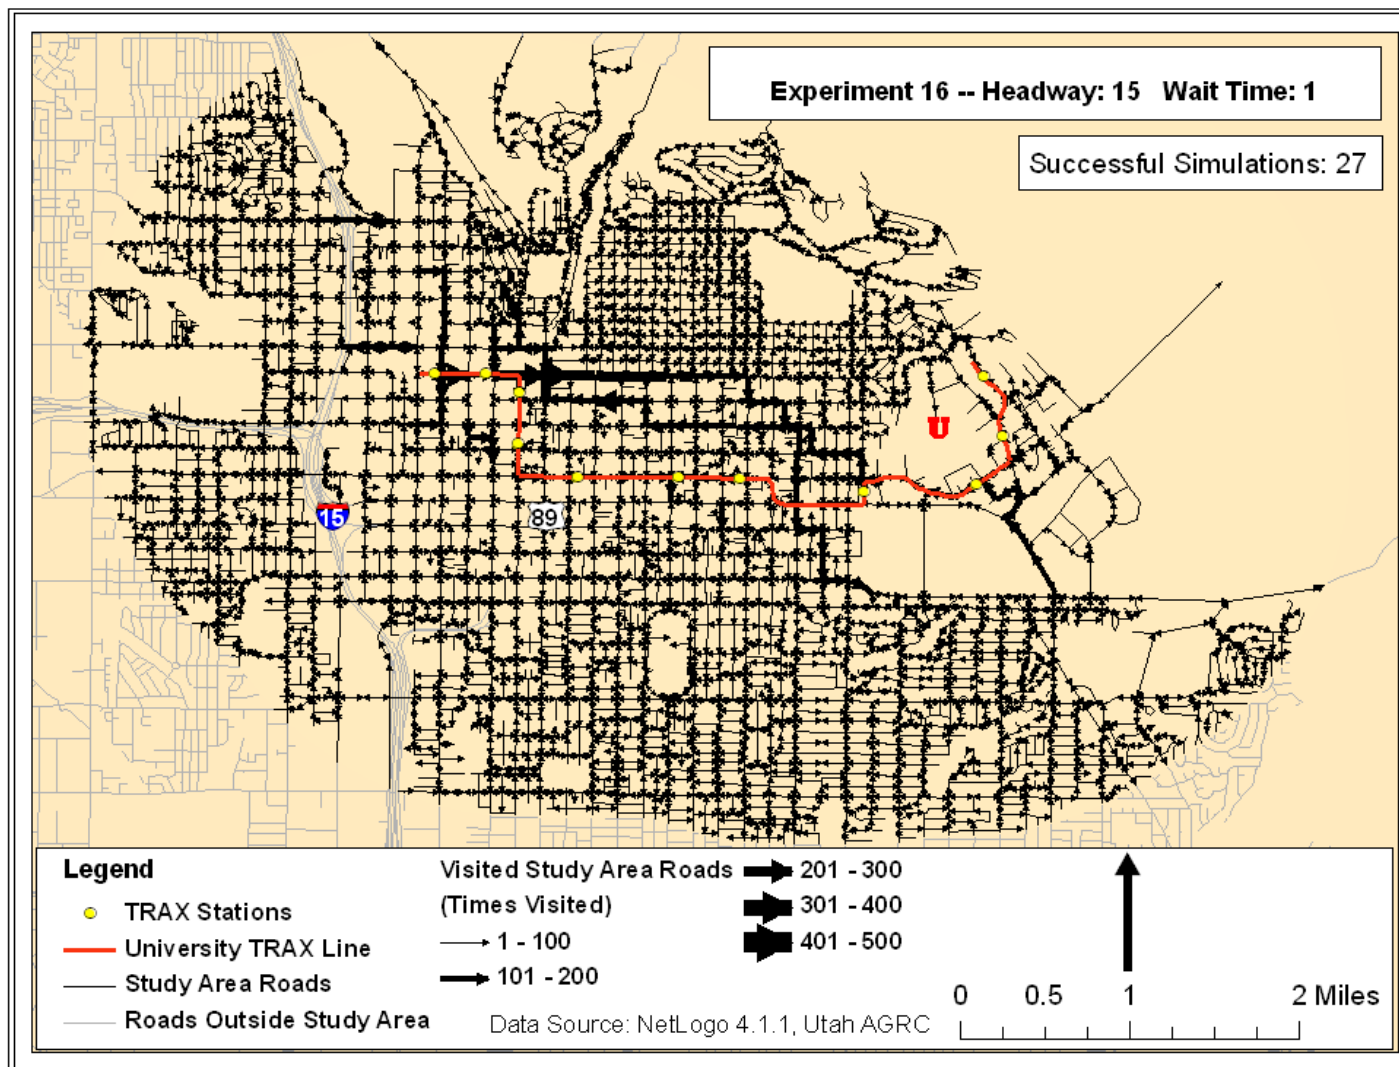 Experiment 16 -- Headway: 15 Wait Time: 1
Successful Simulations: 27
U
15
89
Legend
TRAX Stations
University TRAX Line
Study Area Roads
Roads Outside Study Area
Visited Study Area Roads
(Times Visited)
1 - 100
101 - 200
201 - 300
301 - 400
401 - 500
Data Source: NetLogo 4.1.1, Utah AGRC
0 0.5 1 2 Miles